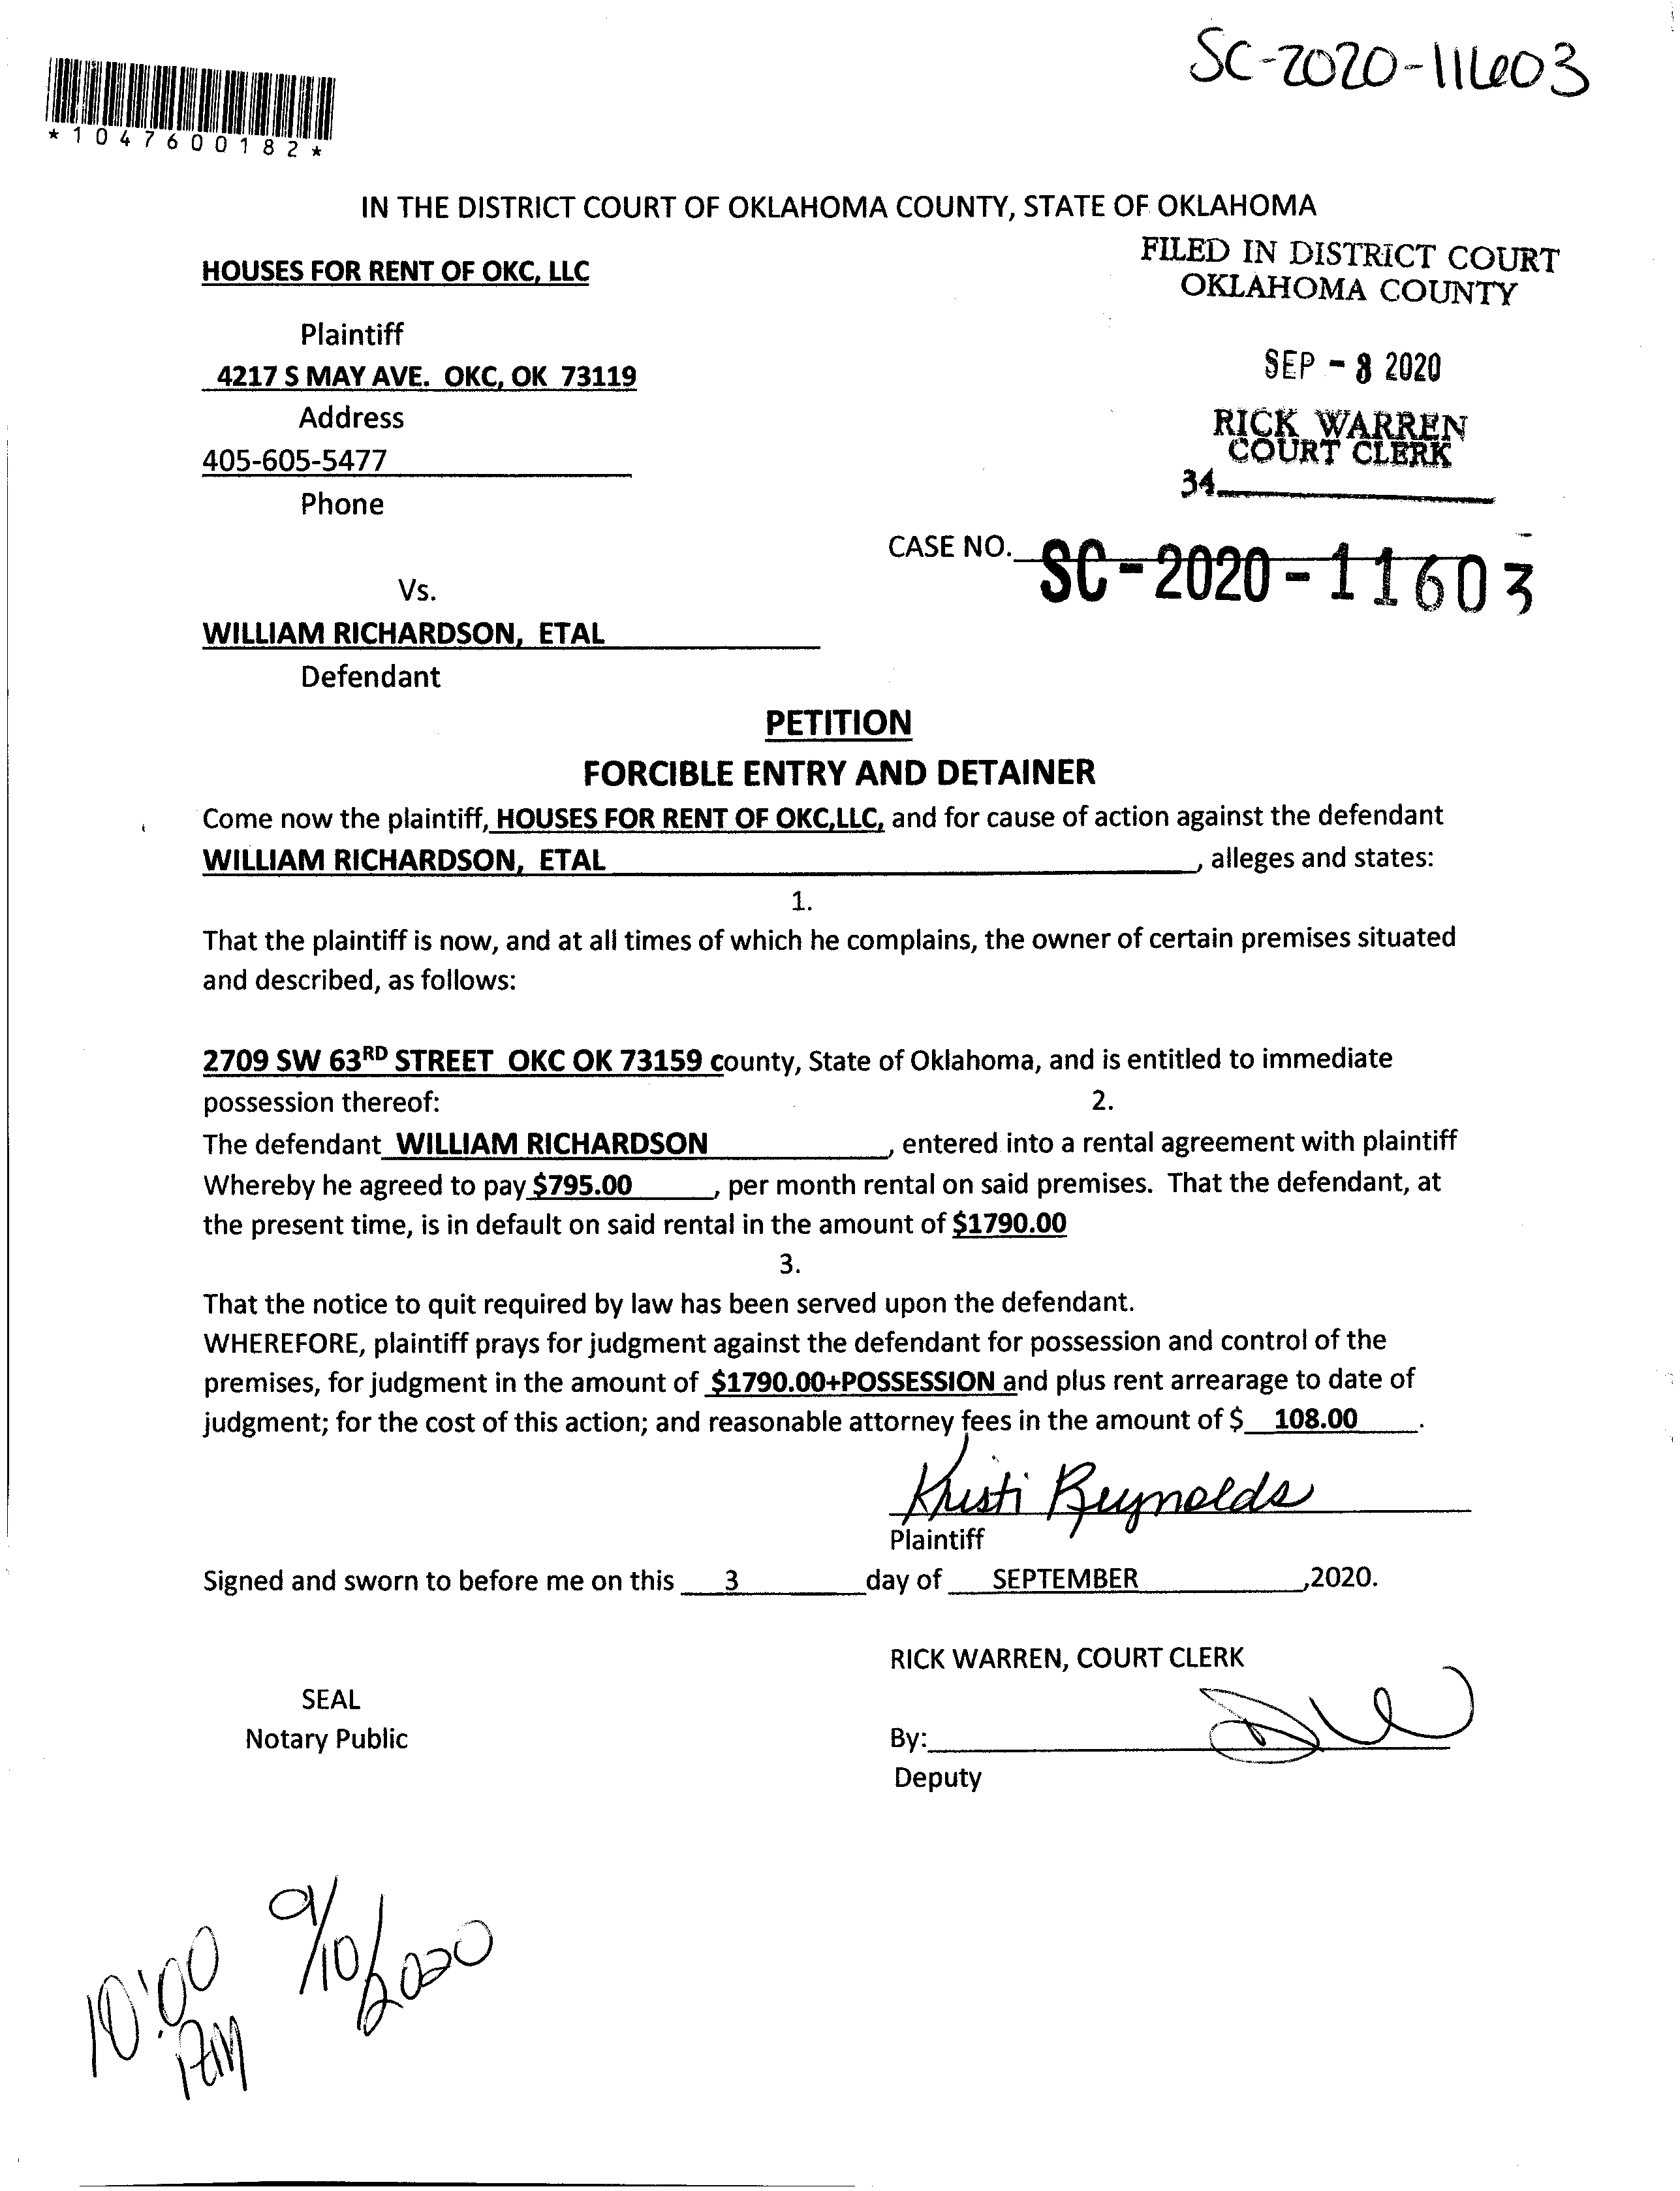 SC-2020-11603
*1047600182*
IN THE DISTRICT COURT OF OKLAHOMA COUNTY, STATE OF OKLAHOMA
FILED IN DISTRICT COURT
OKLAHOMA COUNTY
HOUSES FOR RENT OF OKC, LLC
Plaintiff
SEP - 8 2020
4217 S MAY AVE. OKC, OK 73119
Address
RICK WARREN
COURT CLERK
405-605-5477
34
Phone
CASE NO. SC-2020-11603
Vs.
WILLIAM RICHARDSON, ETAL
Defendant
PETITION
FORCIBLE ENTRY AND DETAINER
Come now the plaintiff, HOUSES FOR RENT OF OKC,LLC, and for cause of action against the defendant
WILLIAM RICHARDSON, ETAL, alleges and states:
1.
That the plaintiff is now, and at all times of which he complains, the owner of certain premises situated
and described, as follows:
2709 SW 63RD STREET OKC OK 73159 county, State of Oklahoma, and is entitled to immediate
possession thereof: 2.
The defendant WILLIAM RICHARDSON, entered into a rental agreement with plaintiff
Whereby he agreed to pay $795.00, per month rental on said premises. That the defendant, at
the present time, is in default on said rental in the amount of $1790.00
3.
That the notice to quit required by law has been served upon the defendant.
WHEREFORE, plaintiff prays for judgment against the defendant for possession and control of the
premises, for judgment in the amount of $1790.00+POSSESSION and plus rent arrearage to date of
judgment; for the cost of this action; and reasonable attorney fees in the amount of $ 108.00.
Kristi Reynolds
Plaintiff
Signed and sworn to before me on this 3 day of SEPTEMBER,2020.
RICK WARREN, COURT CLERK
SEAL
Notary Public
By:
Deputy
10:00 9/10/2020
AM